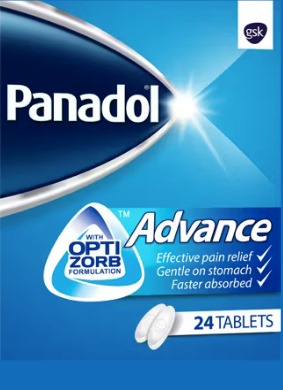 gsk
Panadol
TM
WITH
OPTI
ZORB
FORMULATION
Advance
Effective pain relief
Gentle on stomach
Faster absorbed
24 TABLETS